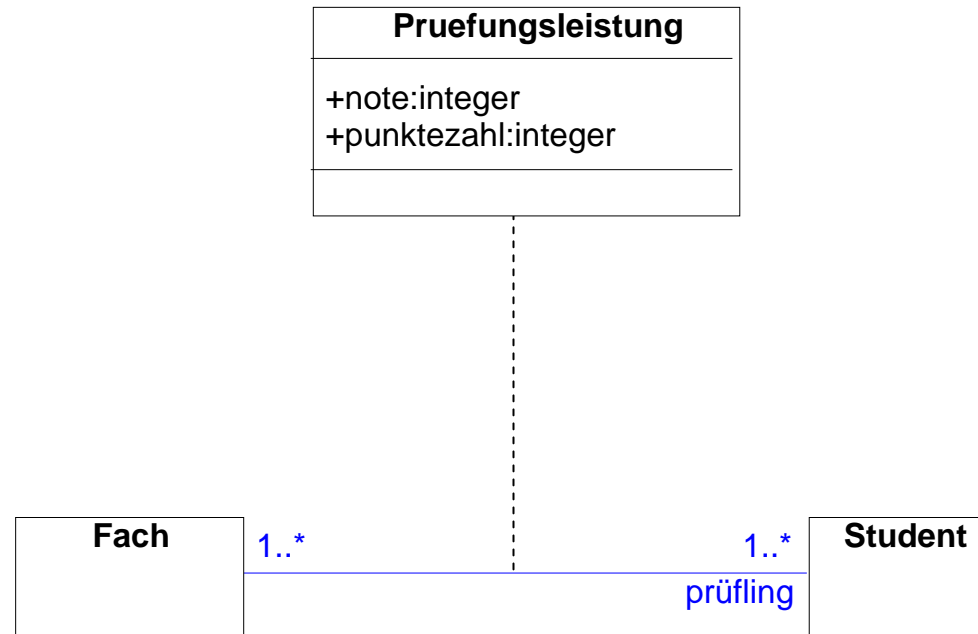 Pruefungsleistung
+note:integer
+punktezahl:integer
Fach
1..*
1..*
Student
prüfling